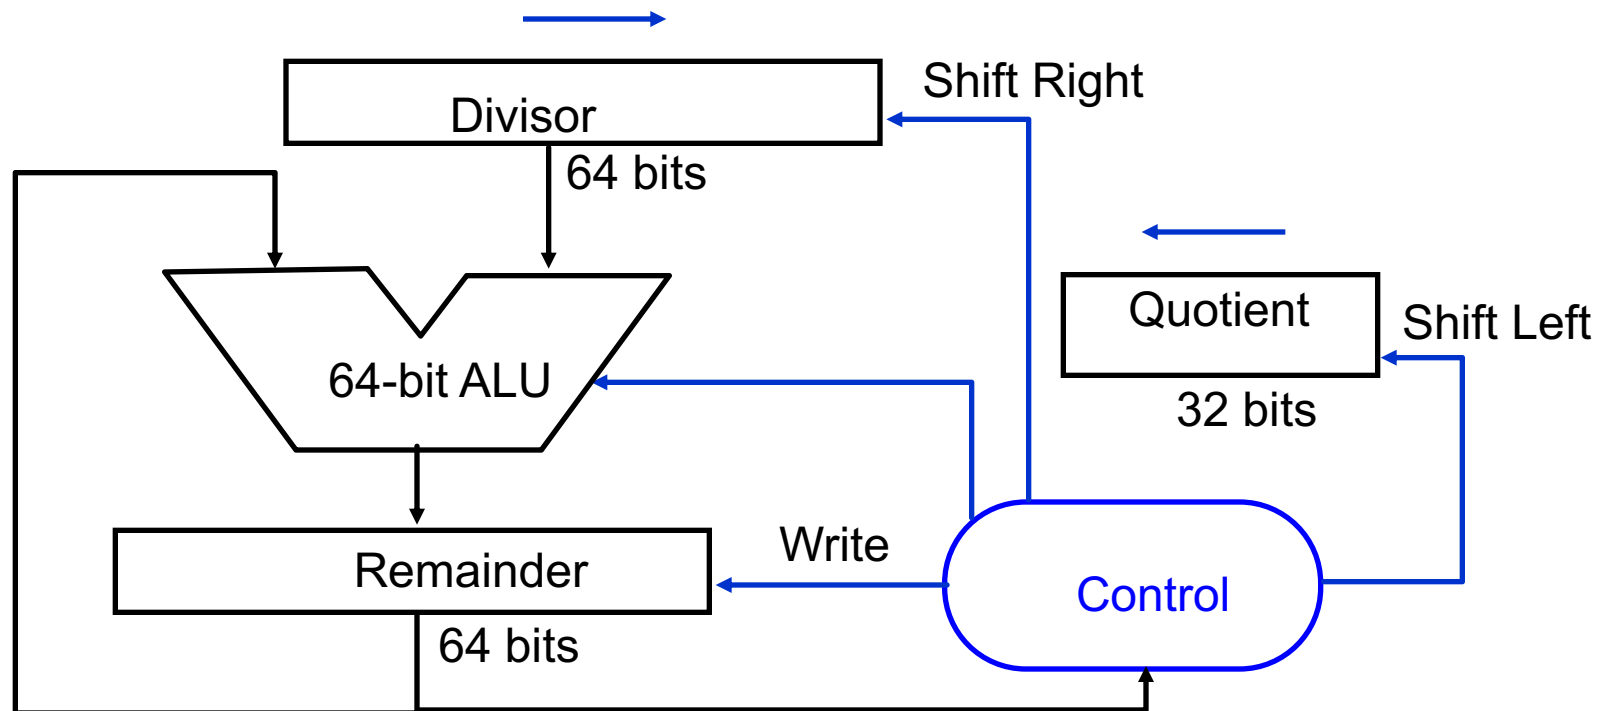 Shift Right
Divisor
64 bits
Quotient
Shift Left
64-bit ALU
32 bits
Write
Remainder
Control
64 bits